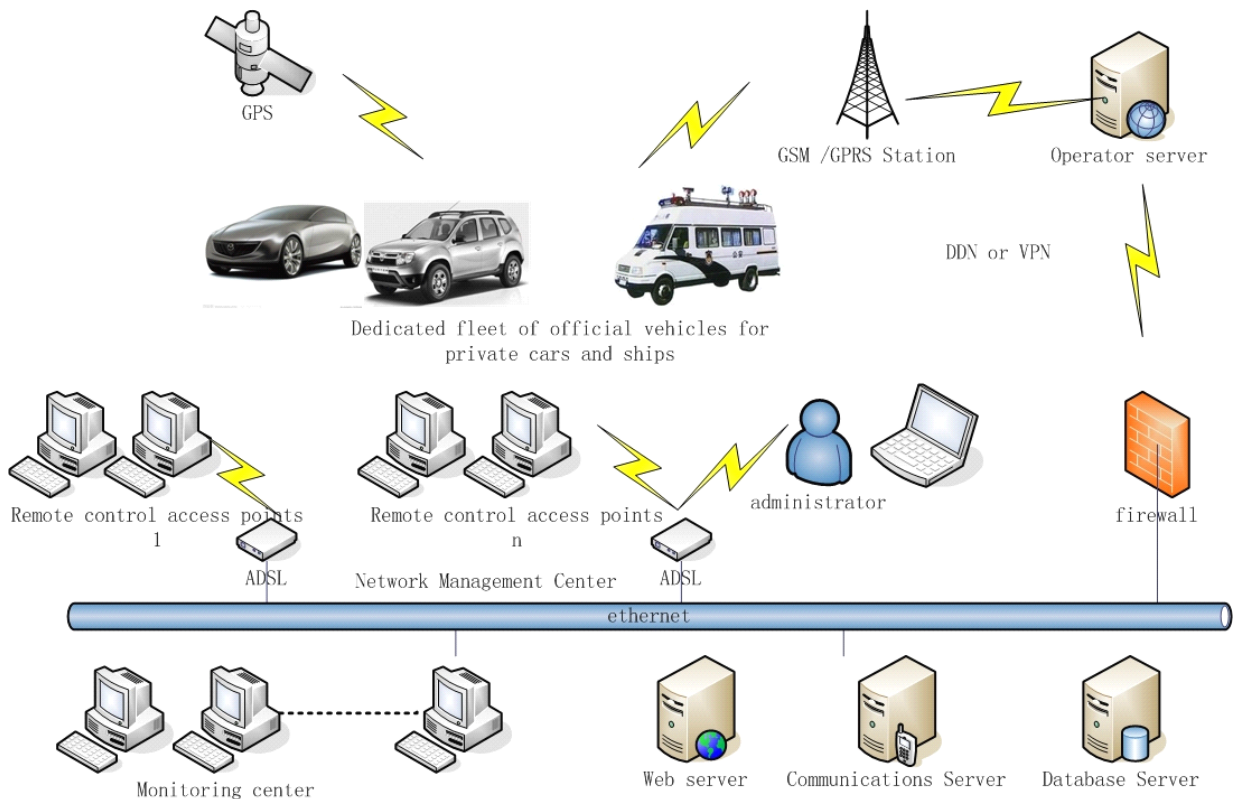 GPS
GSM /GPRS Station
Operator server
DDN or VPN
Dedicated fleet of official vehicles for
private cars and ships
Remote control access points
1
Remote control access points
n
administrator
firewall
ADSL
Network Management Center
ADSL
ethernet
Monitoring center
Web server
Communications Server
Database Server